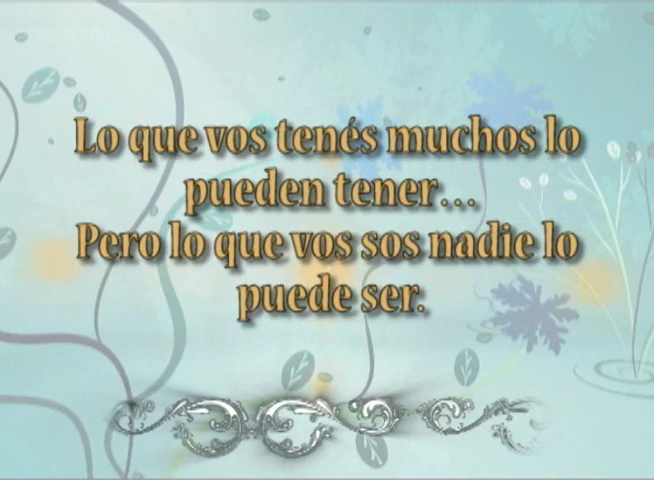 Lo que vos tenés muchos lo
pueden tener...
Pero lo que vos sos nadie lo
puede ser.